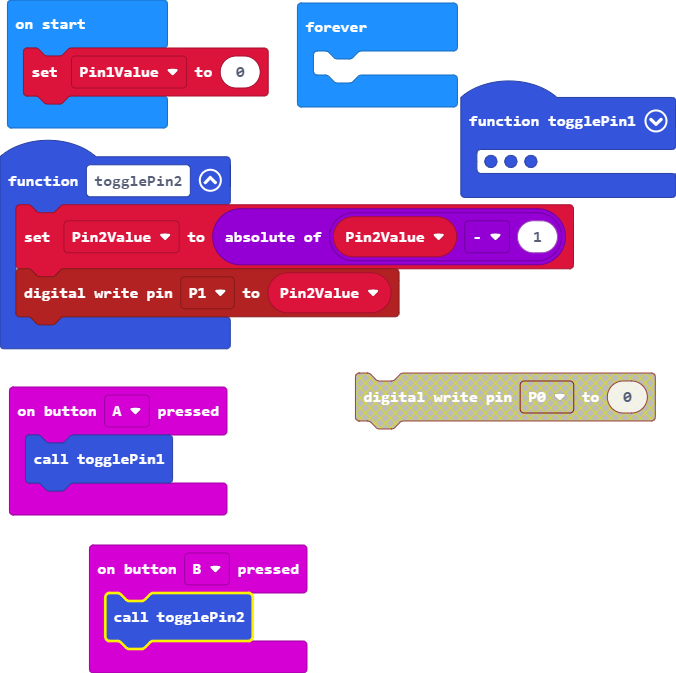 on start
set Pin1Value to 0
forever
function togglePin1
function togglePin2
set Pin2Value to absolute of Pin2Value - 1
digital write pin P1 to Pin2Value
digital write pin P0 to 0
on button A pressed
call togglePin1
on button B pressed
call togglePin2